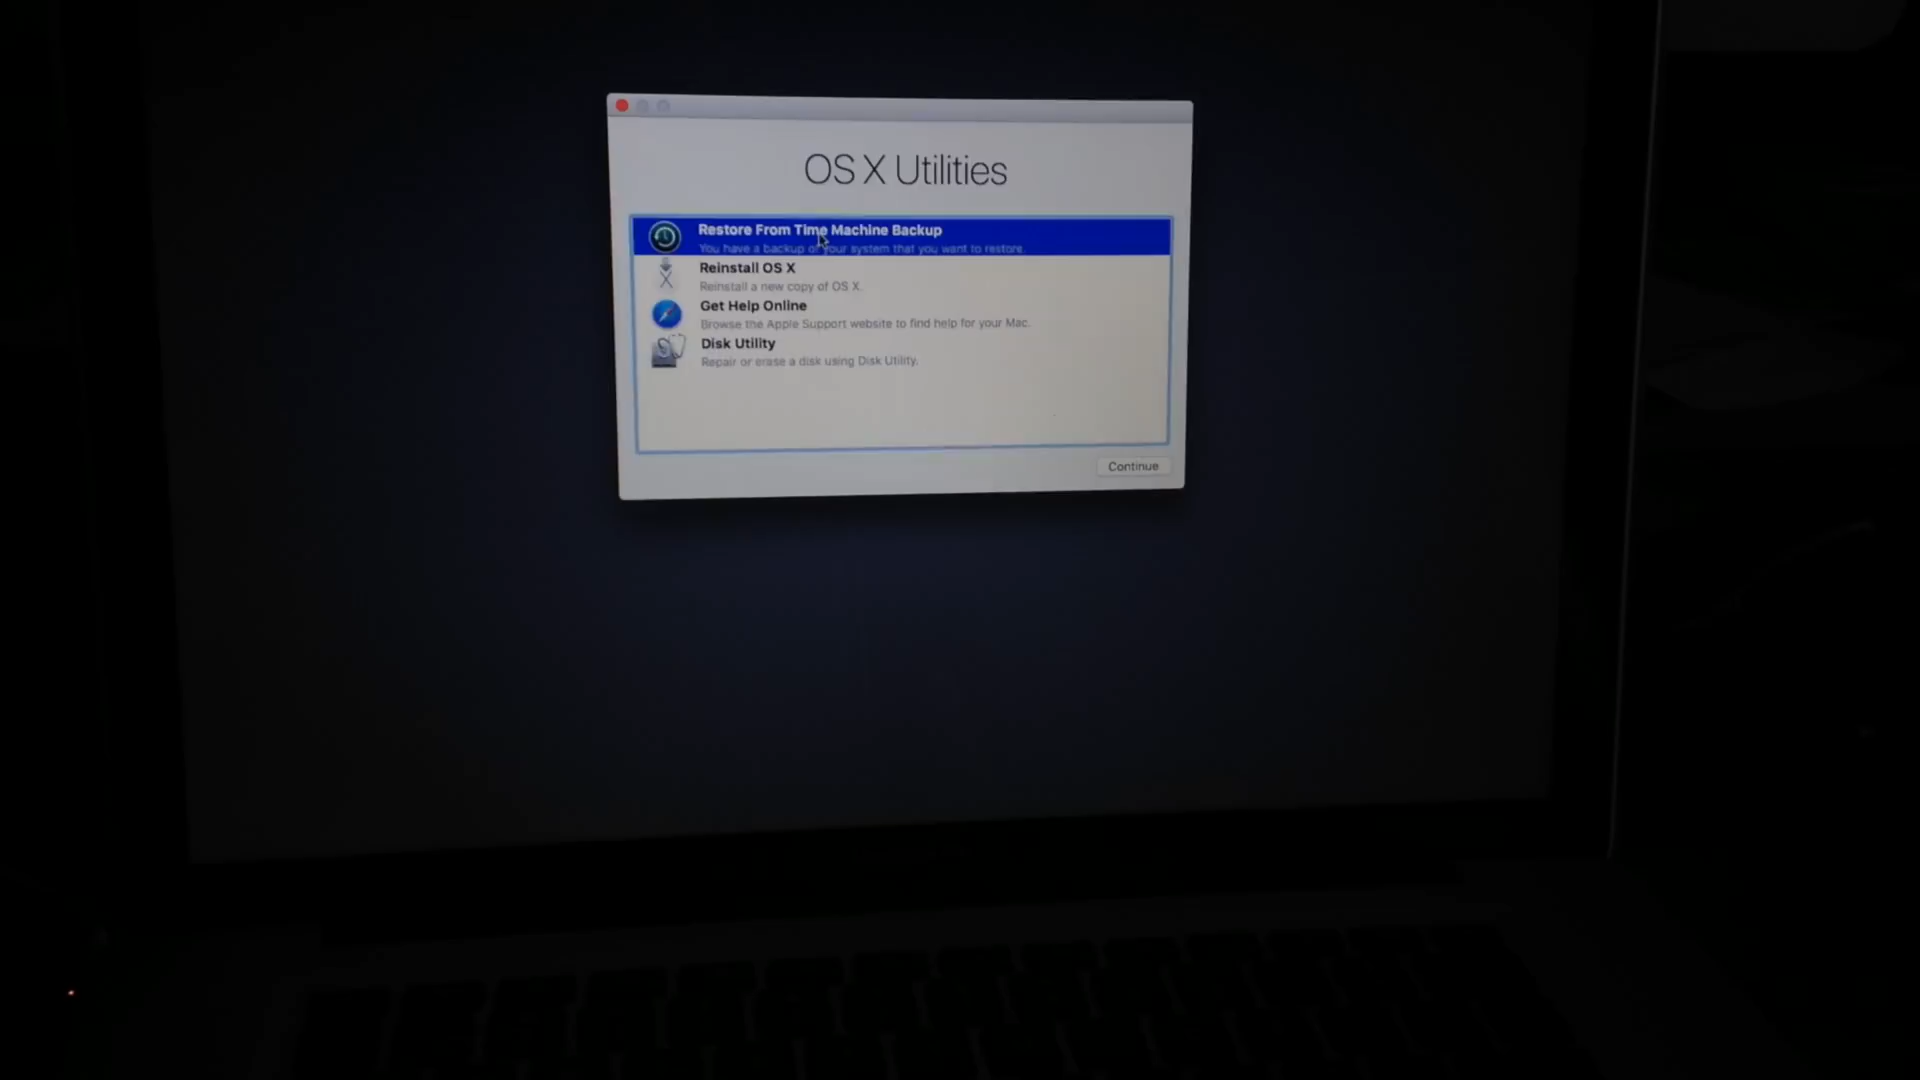 OS X Utilities
Restore From Time Machine Backup
You have a backup of your system that you want to restore.
Reinstall OS X
Reinstall a new copy of OS X.
Get Help Online
Browse the Apple Support website to find help for your Mac.
Disk Utility
Repair or erase a disk using Disk Utility.
Continue